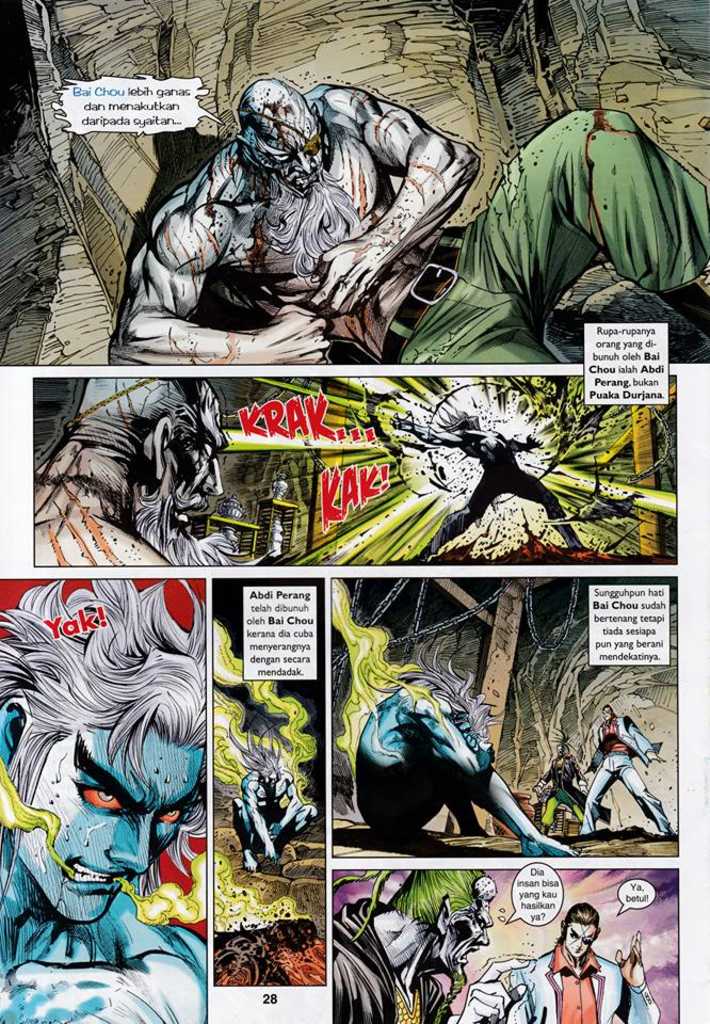 Bai Chou lebih ganas
dan menakutkan
daripada syaitan...
Rupa-rupanya
orang yang di-
bunuh oleh Bai
Chou ialah Abdi
Perang, bukan
Puaka Durjana.
KRAK...
KAK!
Yak!
Abdi Perang
telah dibunuh
oleh Bai Chou
kerana dia cuba
menyerangnya
dengan secara
mendadak.
Sungguhpun hati
Bai Chou sudah
bertenang tetapi
tiada sesiapa
pun yang berani
mendekatinya.
Dia
insan bisa
yang kau
hasilkan
ya?
Ya,
betul!
28